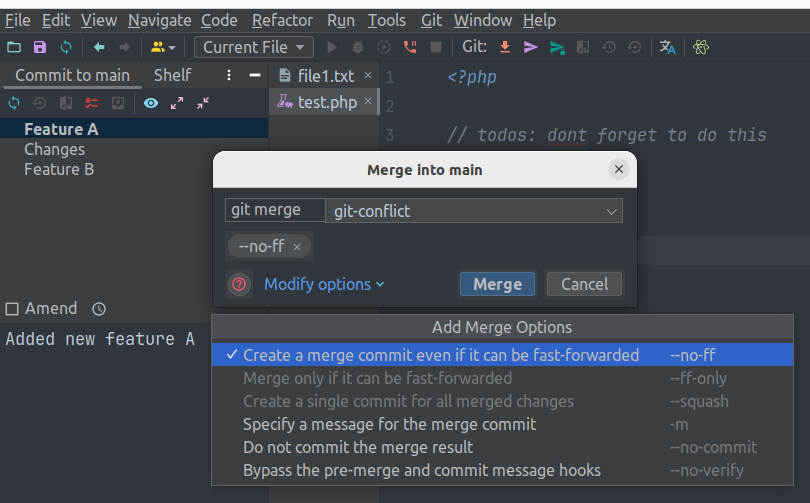 File Edit View Navigate Code Refactor Run Tools Git Window Help
Current File Git:
Commit to main Shelf
file1.txt
test.php
Feature A
Changes
Feature B
1 <?php
2
3 // todos: dont forget to do this
Merge into main
git merge git-conflict
--no-ff
Modify options Merge Cancel
Amend
Added new feature A
Add Merge Options
Create a merge commit even if it can be fast-forwarded --no-ff
Merge only if it can be fast-forwarded --ff-only
Create a single commit for all merged changes --squash
Specify a message for the merge commit -m
Do not commit the merge result --no-commit
Bypass the pre-merge and commit message hooks --no-verify